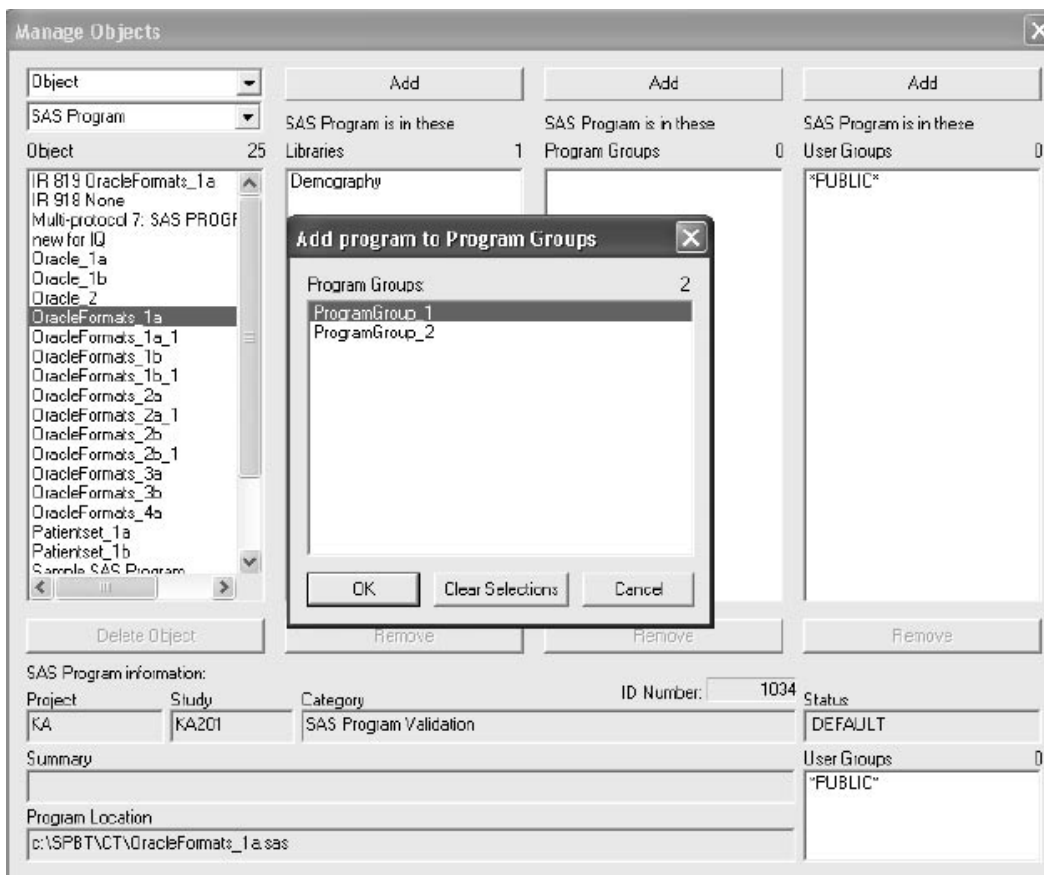 Manage Objects
Object
SAS Program
Object 25
IR 819 OracleFormats_1a
IR 918 None
Multi-protocol 7: SAS PROGF
new for IQ
Oracle_1a
Oracle_1b
Oracle_2
OracleFormats_1a
OracleFormats_1a_1
OracleFormats_1b
OracleFormats_1b_1
OracleFormats_2a
OracleFormats_2a_1
OracleFormats_2b
OracleFormats_2b_1
OracleFormats_3a
OracleFormats_3b
OracleFormats_4a
Patientset_1a
Patientset_1b
Sample SAS Program
Delete Object
Add
SAS Program is in these
Libraries 1
Demography
Remove
Add
SAS Program is in these
Program Groups 0
Remove
Add
SAS Program is in these
User Groups 0
*PUBLIC*
Remove
Add program to Program Groups
Program Groups: 2
ProgramGroup_1
ProgramGroup_2
OK Clear Selections Cancel
SAS Program information:
Project Study Category ID Number: 1034 Status
KA KA201 SAS Program Validation DEFAULT
Summary
User Groups 0
*PUBLIC*
Program Location
c:\SPBT\CT\OracleFormats_1a.sas